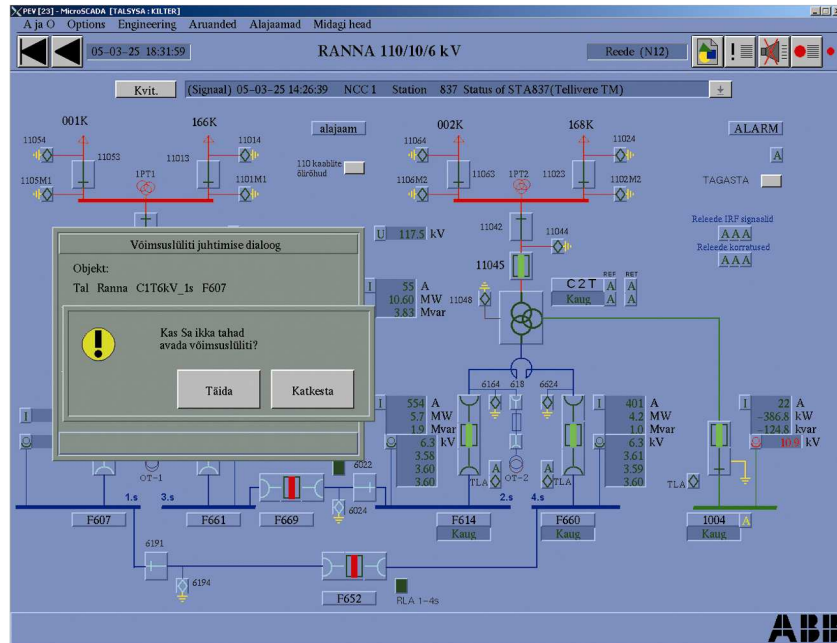 PEV [23] - MicroSCADA [TALSYSA : KILTER]
A ja O Options Engineering Aruanded Alajaamad Midagi head
05-03-25 18:31:59
RANNA 110/10/6 kV
Reede (N12)
Kvit.
(Signaal) 05-03-25 14:26:39 NCC 1 Station 837 Status of STA837(Tellivere TM)
001K 166K alajaam 002K 168K ALARM
11054 11014 11064 11024
11053 11013 110 kaablite õlirõhud 11063 11023 A
1105M1 1PT1 1101M1 1106M2 1PT2 1102M2 TAGASTA
Releede IRF signaalid
A A A
Releede korratused
A A A
U 117.5 kV
11042
11044
11045
Võimsuslüliti juhtimise dialoog
Objekt:
Tal Ranna C1T6kV_1s F607
Kas Sa ikka tahad
avada võimsuslüliti?
Täida Katkesta
I 55 A
10.60 MW
3.83 Mvar
11048
C2T
Kaug
REF RET
A A
A A
6164 618 6624
I 554 A
5.7 MW
1.9 Mvar
6.3 kV
3.58
3.60
3.60
I 401 A
4.2 MW
1.0 Mvar
6.3 kV
3.61
3.59
3.60
I 22 A
-386.8 kW
-124.8 kvar
10.9 kV
I
OT-1
6022
6024
A
TLA
OT-2
A
TLA
TLA
1.s 3.s 2.s 4.s
F607 F661 F669 F614 F660 1004 A
Kaug Kaug Kaug
6191
6194
F652
RLA 1-4s
ABB